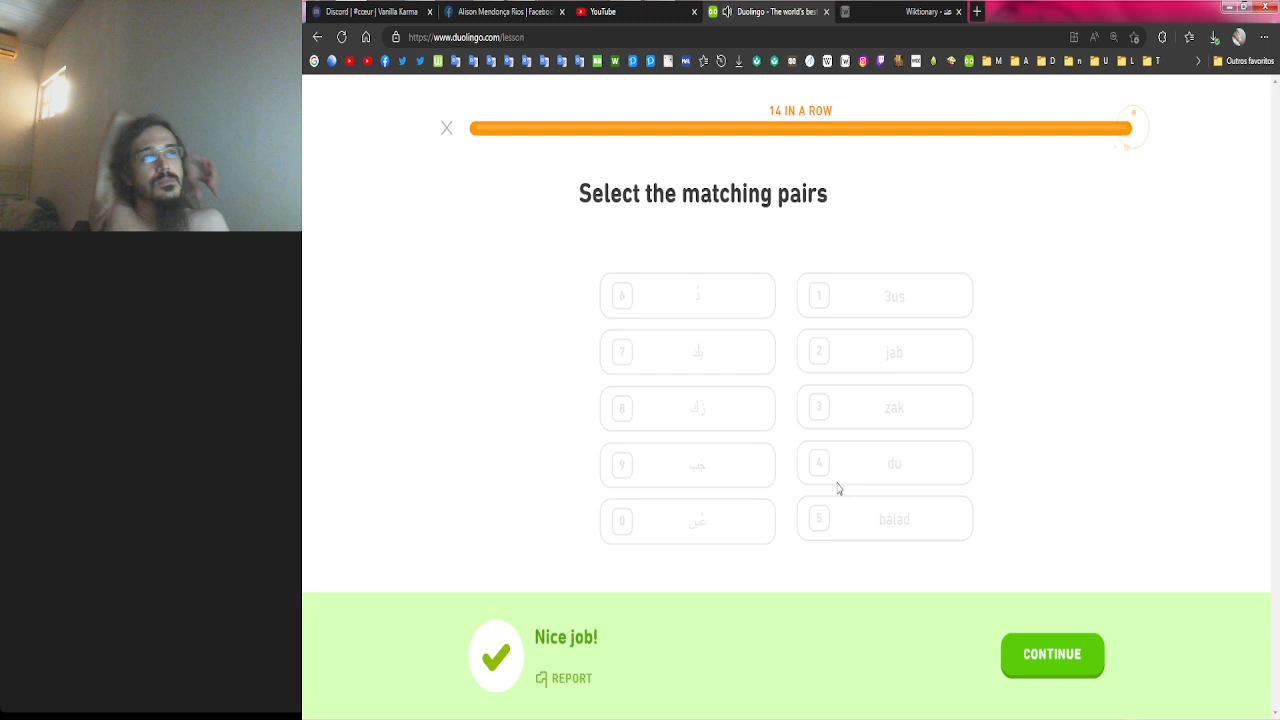 Discord | #cceur | Vanilla Karma
Alison Mendonça Rios | Facebook
YouTube
Duolingo - The world's best
Wiktionary - منصد
https://www.duolingo.com/lesson
M A D n U L T Outros favoritos
14 IN A ROW
Select the matching pairs
6 دُ 1 3us
7 بَلَد 2 jab
8 زَك 3 zak
9 جَب 4 du
0 عُس 5 balad
Nice job!
REPORT
CONTINUE